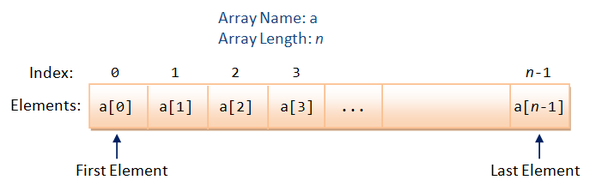 Array Name: a
Array Length: n
Index: 0 1 2 3 n-1
Elements: a[0] a[1] a[2] a[3] ... a[n-1]
First Element Last Element